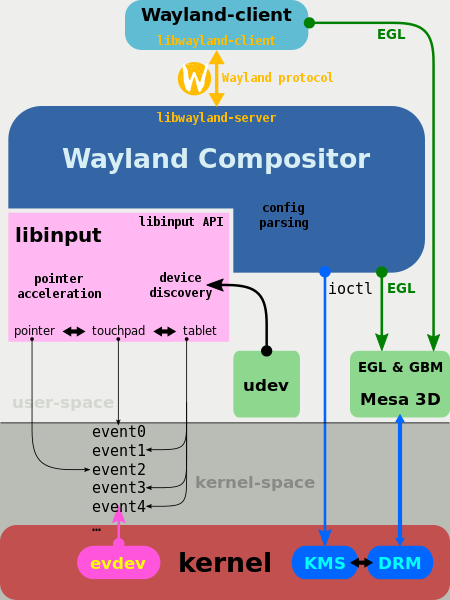 Wayland-client
libwayland-client
EGL
W
Wayland protocol
libwayland-server
Wayland Compositor
config
parsing
libinput API
libinput
pointer
acceleration
device
discovery
ioctl
EGL
pointer
touchpad
tablet
udev
EGL & GBM
Mesa 3D
user-space
kernel-space
event0
event1
event2
event3
event4
...
evdev
kernel
KMS
DRM